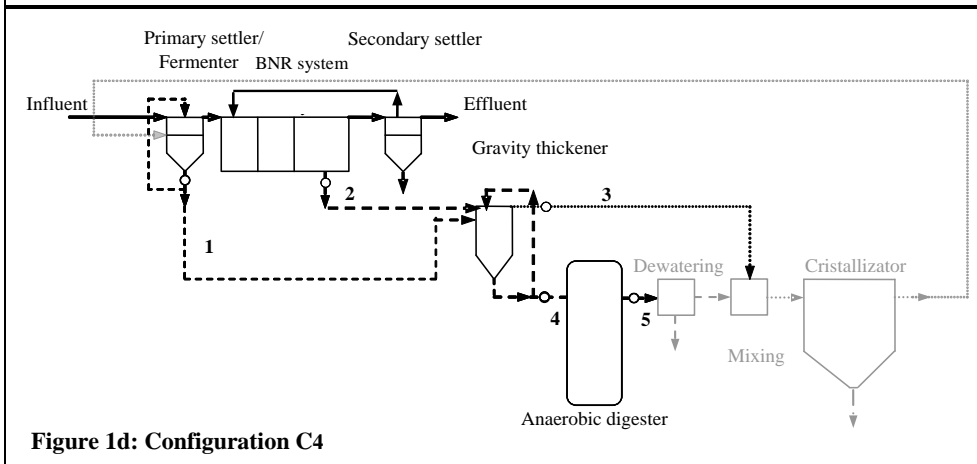 Primary settler/
Fermenter
BNR system
Secondary settler
Influent
Effluent
Gravity thickener
2
3
1
Dewatering
Cristallizator
4
5
Mixing
Anaerobic digester
Figure 1d: Configuration C4